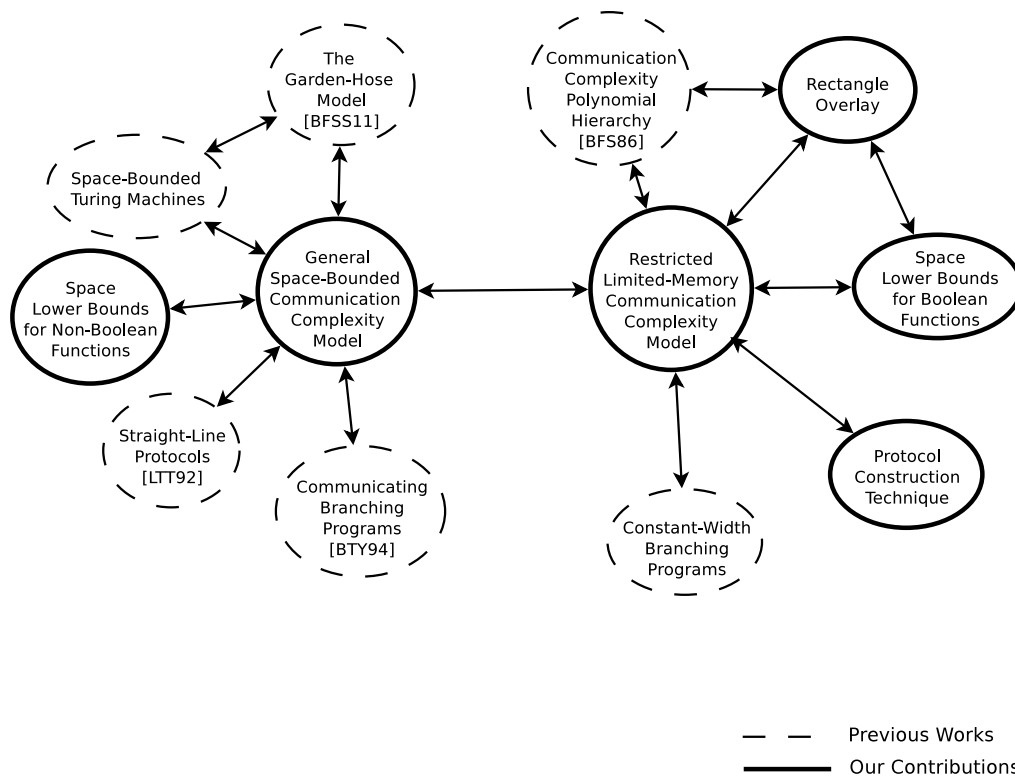 The
Garden-Hose
Model
[BFSS11]
Communication
Complexity
Polynomial
Hierarchy
[BFS86]
Rectangle
Overlay
Space-Bounded
Turing Machines
General
Space-Bounded
Communication
Complexity
Model
Restricted
Limited-Memory
Communication
Complexity
Model
Space
Lower Bounds
for Boolean
Functions
Space
Lower Bounds
for Non-Boolean
Functions
Straight-Line
Protocols
[LTT92]
Communicating
Branching
Programs
[BTY94]
Constant-Width
Branching
Programs
Protocol
Construction
Technique
Previous Works
Our Contributions